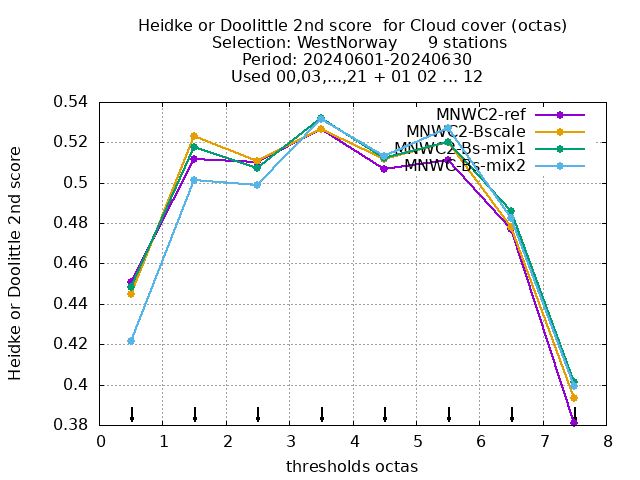 Heidke or Doolittle 2nd score  for Cloud cover (octas)
Selection: WestNorway      9 stations
Period: 20240601-20240630
Used 00,03,...,21 + 01 02 ... 12
Heidke or Doolittle 2nd score
0.54
0.52
0.5
0.48
0.46
0.44
0.42
0.4
0.38
MNWC2-ref
MNWC2-Bscale
MNWC2-Bs-mix1
MNWC-Bs-mix2
0 1 2 3 4 5 6 7 8
thresholds octas